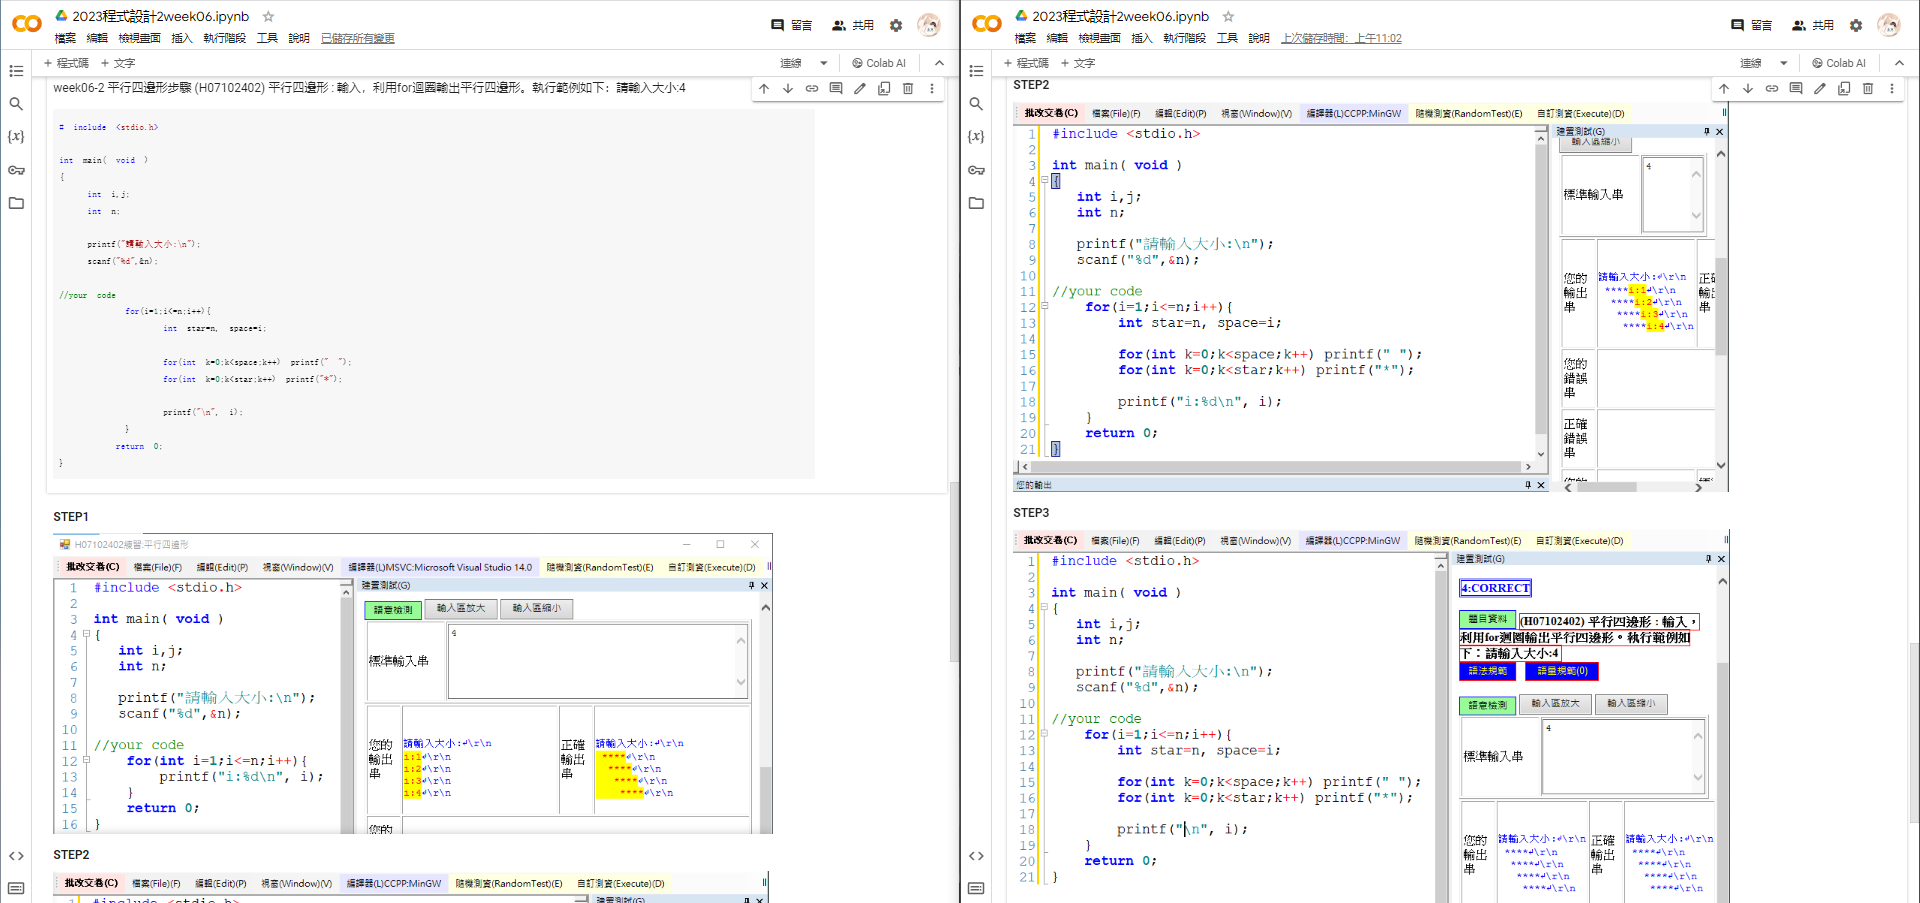 2023程式設計2week06.ipynb
檔案 編輯 檢視畫面 插入 執行階段 工具 說明 已儲存所有變更
留言 共用
+ 程式碼 + 文字
連線 Colab AI
week06-2 平行四邊形步驟 (H07102402) 平行四邊形 : 輸入，利用for迴圈輸出平行四邊形。執行範例如下：請輸入大小:4
# include <stdio.h>
int main( void )
{
int i,j;
int n;
printf("請輸入大小:\n");
scanf("%d",&n);
//your code
for(i=1;i<=n;i++){
int star=n, space=i;
for(int k=0;k<space;k++) printf(" ");
for(int k=0;k<star;k++) printf("*");
printf("\n", i);
}
return 0;
}
STEP1
H07102402練習:平行四邊形
批改交卷(C) 檔案(File)(F) 編輯(Edit)(P) 視窗(Window)(V) 編譯器(L)MSVC:Microsoft Visual Studio 14.0 隨機測資(RandomTest)(E) 自訂測資(Execute)(D)
1 #include <stdio.h>
2
3 int main( void )
4 {
5 int i,j;
6 int n;
7
8 printf("請輸入大小:\n");
9 scanf("%d",&n);
10
11 //your code
12 for(int i=1;i<=n;i++){
13 printf("i:%d\n", i);
14 }
15 return 0;
16 }
建置測試(G)
語意檢測 輸入區放大 輸入區縮小
標準輸入串
4
您的輸出串
請輸入大小:↵\r\n
i:1↵\r\n
i:2↵\r\n
i:3↵\r\n
i:4↵\r\n
正確輸出串
請輸入大小:↵\r\n
****↵\r\n
****↵\r\n
****↵\r\n
****↵\r\n
您的
STEP2
批改交卷(C) 檔案(File)(F) 編輯(Edit)(P) 視窗(Window)(V) 編譯器(L)CCPP:MinGW 隨機測資(RandomTest)(E) 自訂測資(Execute)(D)
1 #include <stdio.h>
建置測試(G)
2023程式設計2week06.ipynb
檔案 編輯 檢視畫面 插入 執行階段 工具 說明 上次儲存時間：上午11:02
留言 共用
+ 程式碼 + 文字
連線 Colab AI
STEP2
批改交卷(C) 檔案(File)(F) 編輯(Edit)(P) 視窗(Window)(V) 編譯器(L)CCPP:MinGW 隨機測資(RandomTest)(E) 自訂測資(Execute)(D)
1 #include <stdio.h>
2
3 int main( void )
4 {
5 int i,j;
6 int n;
7
8 printf("請輸入大小:\n");
9 scanf("%d",&n);
10
11 //your code
12 for(i=1;i<=n;i++){
13 int star=n, space=i;
14
15 for(int k=0;k<space;k++) printf(" ");
16 for(int k=0;k<star;k++) printf("*");
17
18 printf("i:%d\n", i);
19 }
20 return 0;
21 }
您的輸出
建置測試(G)
輸入區縮小
標準輸入串
4
您的輸出串
請輸入大小:↵\r\n
****i:1↵\r\n
****i:2↵\r\n
****i:3↵\r\n
****i:4↵\r\n
正確輸出串
您的錯誤串
正確錯誤串
STEP3
批改交卷(C) 檔案(File)(F) 編輯(Edit)(P) 視窗(Window)(V) 編譯器(L)CCPP:MinGW 隨機測資(RandomTest)(E) 自訂測資(Execute)(D)
1 #include <stdio.h>
2
3 int main( void )
4 {
5 int i,j;
6 int n;
7
8 printf("請輸入大小:\n");
9 scanf("%d",&n);
10
11 //your code
12 for(i=1;i<=n;i++){
13 int star=n, space=i;
14
15 for(int k=0;k<space;k++) printf(" ");
16 for(int k=0;k<star;k++) printf("*");
17
18 printf("\n", i);
19 }
20 return 0;
21 }
建置測試(G)
4:CORRECT
題目資料 (H07102402) 平行四邊形 : 輸入，
利用for迴圈輸出平行四邊形。執行範例如
下：請輸入大小:4
語法規範 語量規範(0)
語意檢測 輸入區放大 輸入區縮小
標準輸入串
4
您的輸出串
請輸入大小:↵\r\n
****↵\r\n
****↵\r\n
****↵\r\n
****↵\r\n
正確輸出串
請輸入大小:↵\r\n
****↵\r\n
****↵\r\n
****↵\r\n
****↵\r\n